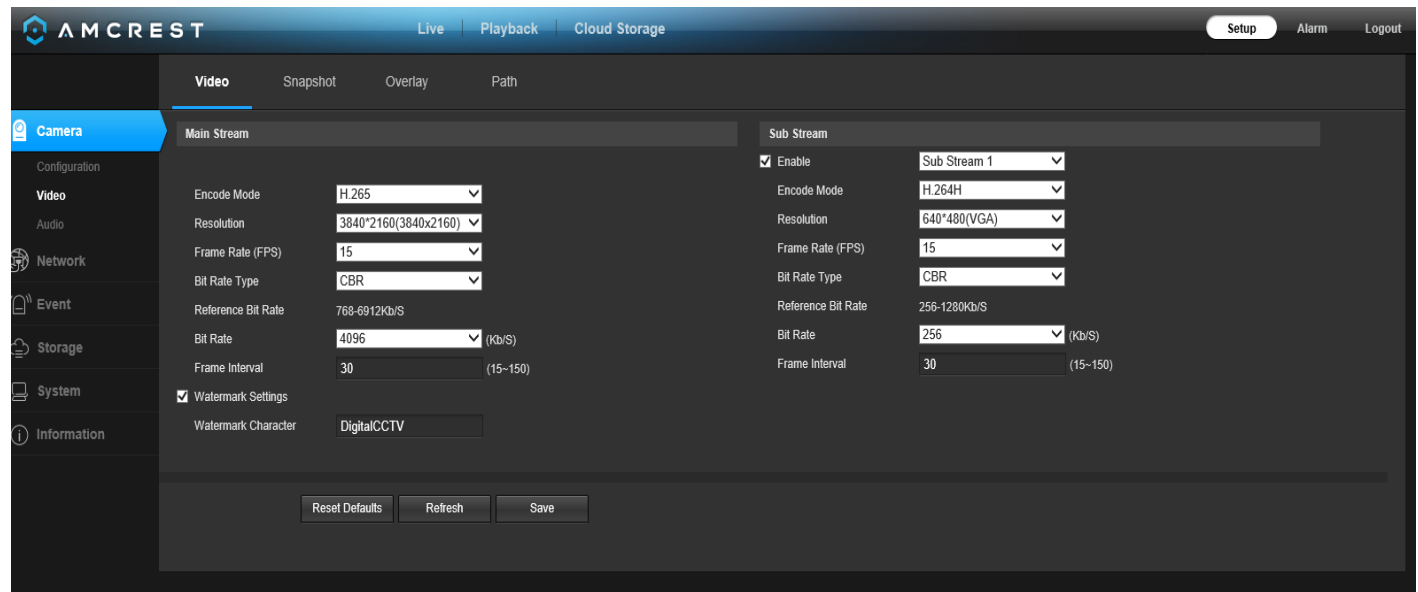 AMCREST
Live Playback Cloud Storage
Setup Alarm Logout
Video Snapshot Overlay Path
Camera
Configuration
Video
Audio
Network
Event
Storage
System
Information
Main Stream
Encode Mode H.265
Resolution 3840*2160(3840x2160)
Frame Rate (FPS) 15
Bit Rate Type CBR
Reference Bit Rate 768-6912Kb/S
Bit Rate 4096 (Kb/S)
Frame Interval 30 (15~150)
Watermark Settings
Watermark Character DigitalCCTV
Sub Stream
Enable Sub Stream 1
Encode Mode H.264H
Resolution 640*480(VGA)
Frame Rate (FPS) 15
Bit Rate Type CBR
Reference Bit Rate 256-1280Kb/S
Bit Rate 256 (Kb/S)
Frame Interval 30 (15~150)
Reset Defaults Refresh Save